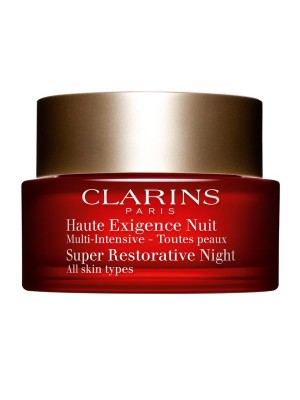 CLARINS
PARIS
Haute Exigence Nuit
Multi-Intensive - Toutes peaux
Super Restorative Night
All skin types